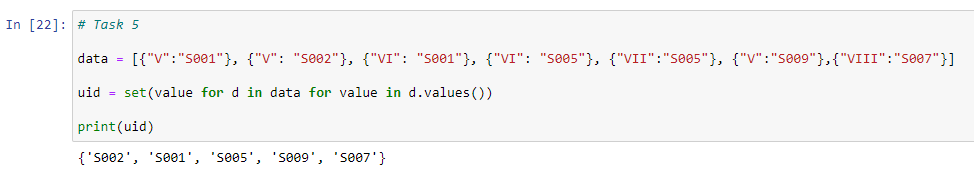 In [22]: # Task 5
data = [{"V":"S001"}, {"V": "S002"}, {"VI": "S001"}, {"VI": "S005"}, {"VII":"S005"}, {"V":"S009"},{"VIII":"S007"}]
uid = set(value for d in data for value in d.values())
print(uid)
{'S002', 'S001', 'S005', 'S009', 'S007'}